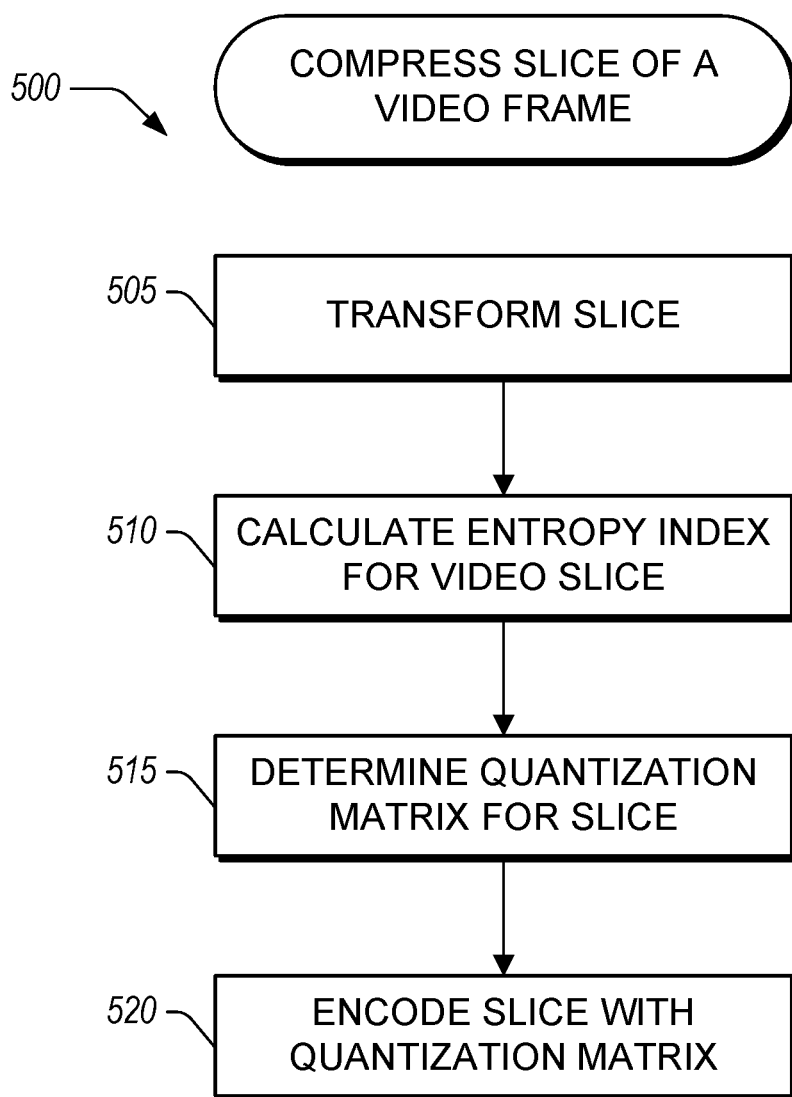 500
COMPRESS SLICE OF A
VIDEO FRAME
505
TRANSFORM SLICE
510
CALCULATE ENTROPY INDEX
FOR VIDEO SLICE
515
DETERMINE QUANTIZATION
MATRIX FOR SLICE
520
ENCODE SLICE WITH
QUANTIZATION MATRIX